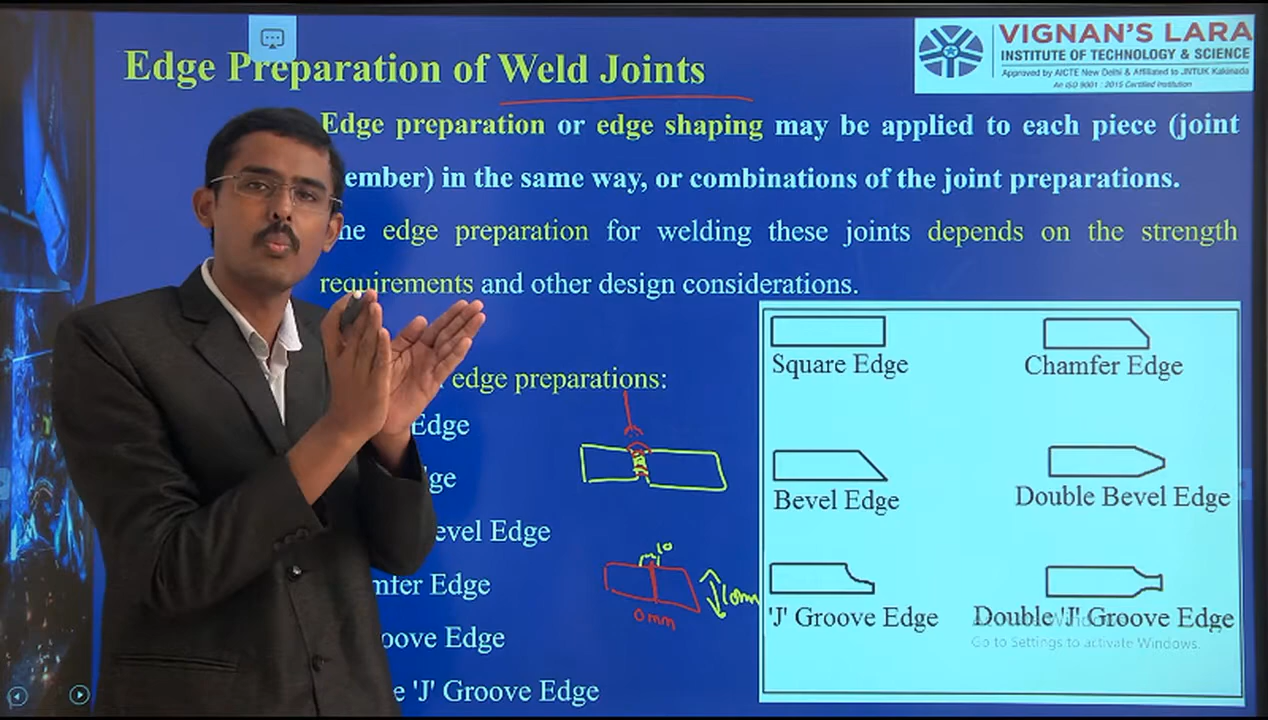 Edge Preparation of Weld Joints
VIGNAN'S LARA
INSTITUTE OF TECHNOLOGY & SCIENCE
Approved by AICTE New Delhi & Affiliated to JNTUK Kakinada
An ISO 9001 : 2015 Certified Institution
Edge preparation or edge shaping may be applied to each piece (joint
ember) in the same way, or combinations of the joint preparations.
edge preparation for welding these joints depends on the strength
requirements and other design considerations.
edge preparations:
Edge
ge
evel Edge
mfer Edge
oove Edge
e 'J' Groove Edge
10
10mm
0mm
Square Edge
Chamfer Edge
Bevel Edge
Double Bevel Edge
'J' Groove Edge
Double 'J' Groove Edge
Go to Settings to activate Windows.